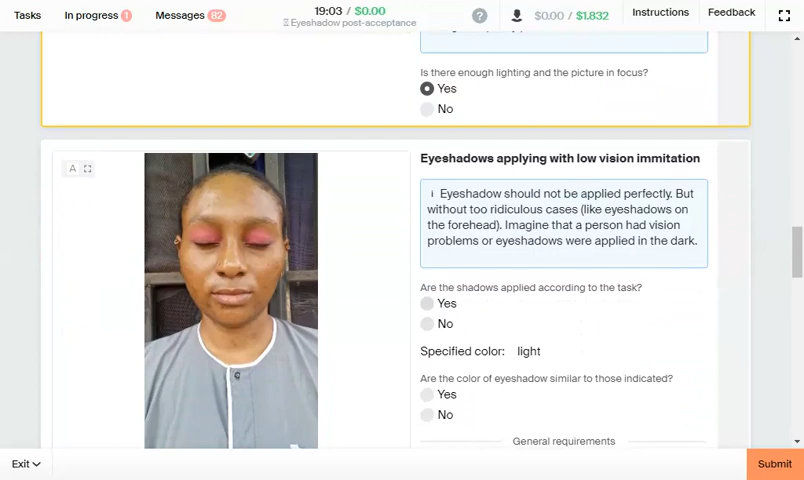 Tasks
In progress 1
Messages 82
19:03 / $0.00
Eyeshadow post-acceptance
?
$0.00 / $1.832
Instructions
Feedback
Is there enough lighting and the picture in focus?
Yes
No
A
Eyeshadows applying with low vision immitation
i Eyeshadow should not be applied perfectly. But
without too ridiculous cases (like eyeshadows on
the forehead). Imagine that a person had vision
problems or eyeshadows were applied in the dark.
Are the shadows applied according to the task?
Yes
No
Specified color: light
Are the color of eyeshadow similar to those indicated?
Yes
No
General requirements
Exit
Submit